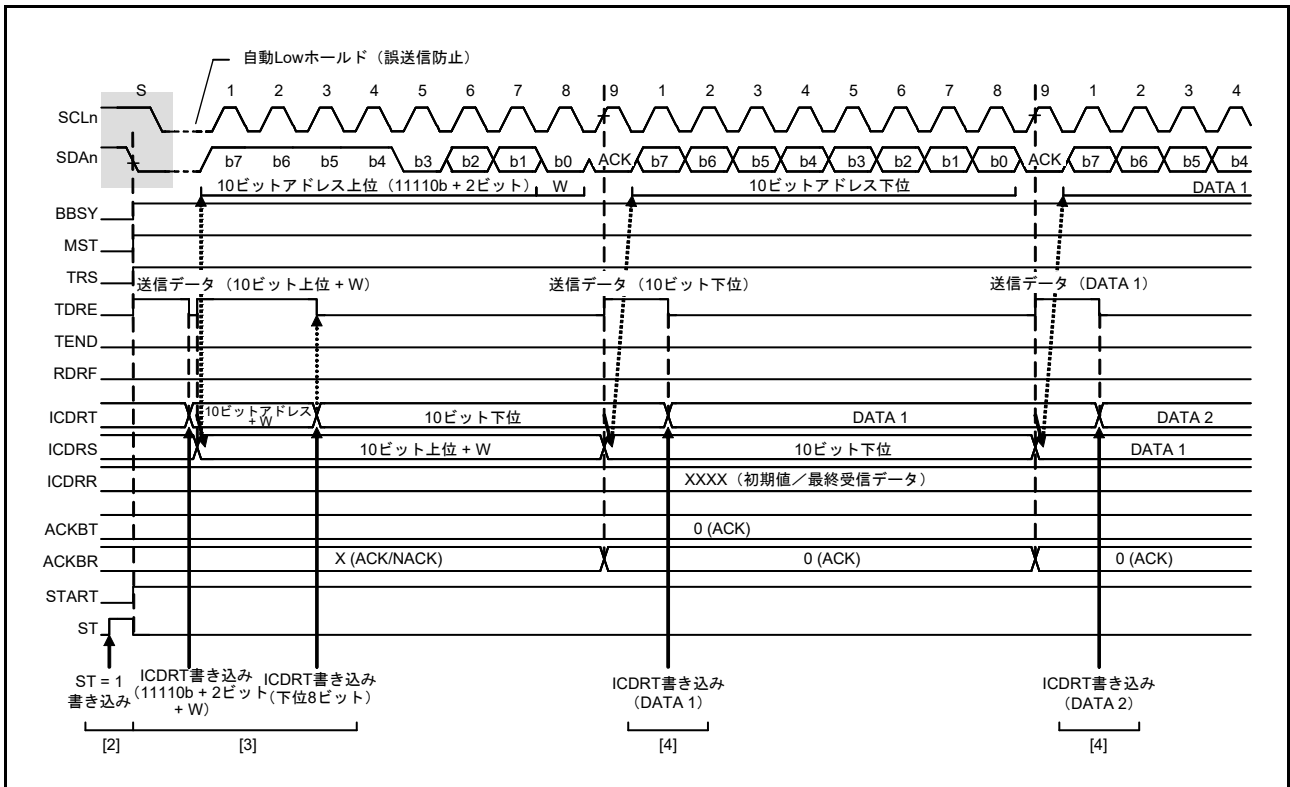 自動Lowホールド（誤送信防止）
S 1 2 3 4 5 6 7 8 9 1 2 3 4 5 6 7 8 9 1 2 3 4
SCLn
SDAn b7 b6 b5 b4 b3 b2 b1 b0 ACK b7 b6 b5 b4 b3 b2 b1 b0 ACK b7 b6 b5 b4
10ビットアドレス上位（11110b + 2ビット） W 10ビットアドレス下位 DATA 1
BBSY
MST
TRS
送信データ（10ビット上位 + W） 送信データ（10ビット下位） 送信データ（DATA 1）
TDRE
TEND
RDRF
ICDRT 10ビットアドレス + W 10ビット下位 DATA 1 DATA 2
ICDRS 10ビット上位 + W 10ビット下位 DATA 1
ICDRR XXXX（初期値／最終受信データ）
ACKBT 0 (ACK)
ACKBR X (ACK/NACK) 0 (ACK) 0 (ACK)
START
ST
ST = 1
書き込み
ICDRT書き込み
（11110b + 2ビット
+ W）
ICDRT書き込み
（下位8ビット）
ICDRT書き込み
（DATA 1）
ICDRT書き込み
（DATA 2）
[2] [3] [4] [4]